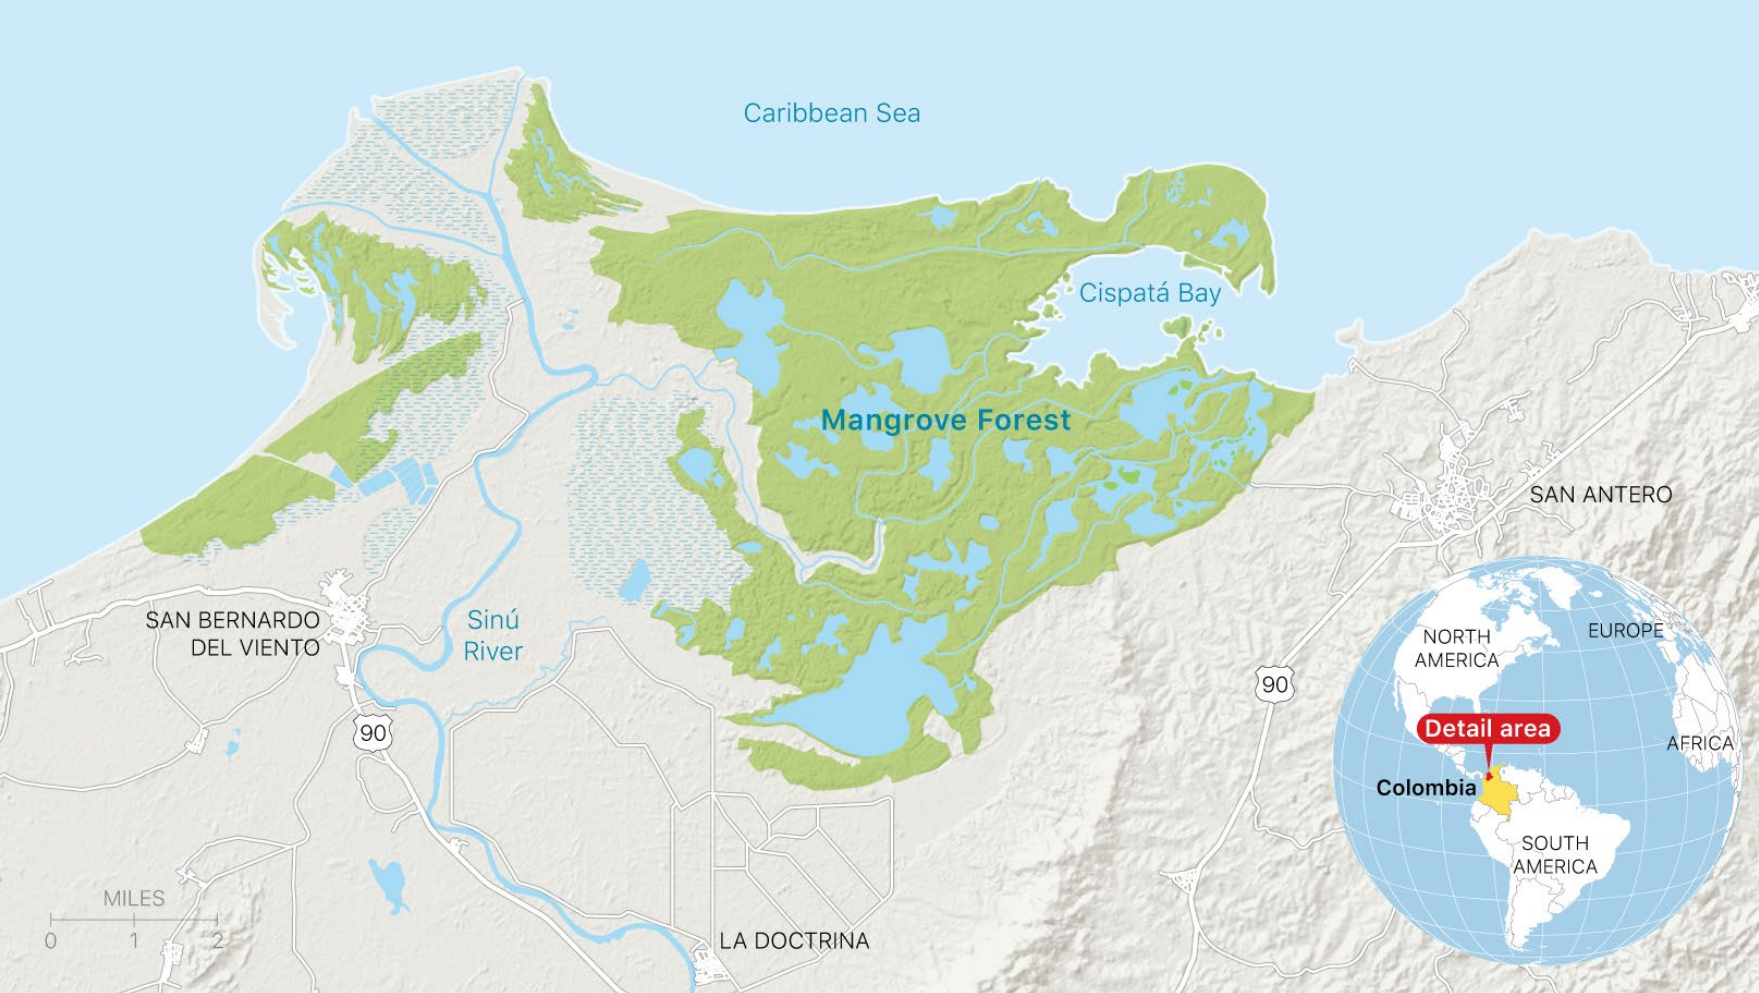 Caribbean Sea
Cispatá Bay
Mangrove Forest
SAN ANTERO
SAN BERNARDO
DEL VIENTO
Sinú
River
90
90
LA DOCTRINA
MILES
0 1 2
NORTH
AMERICA
EUROPE
Detail area
AFRICA
Colombia
SOUTH
AMERICA